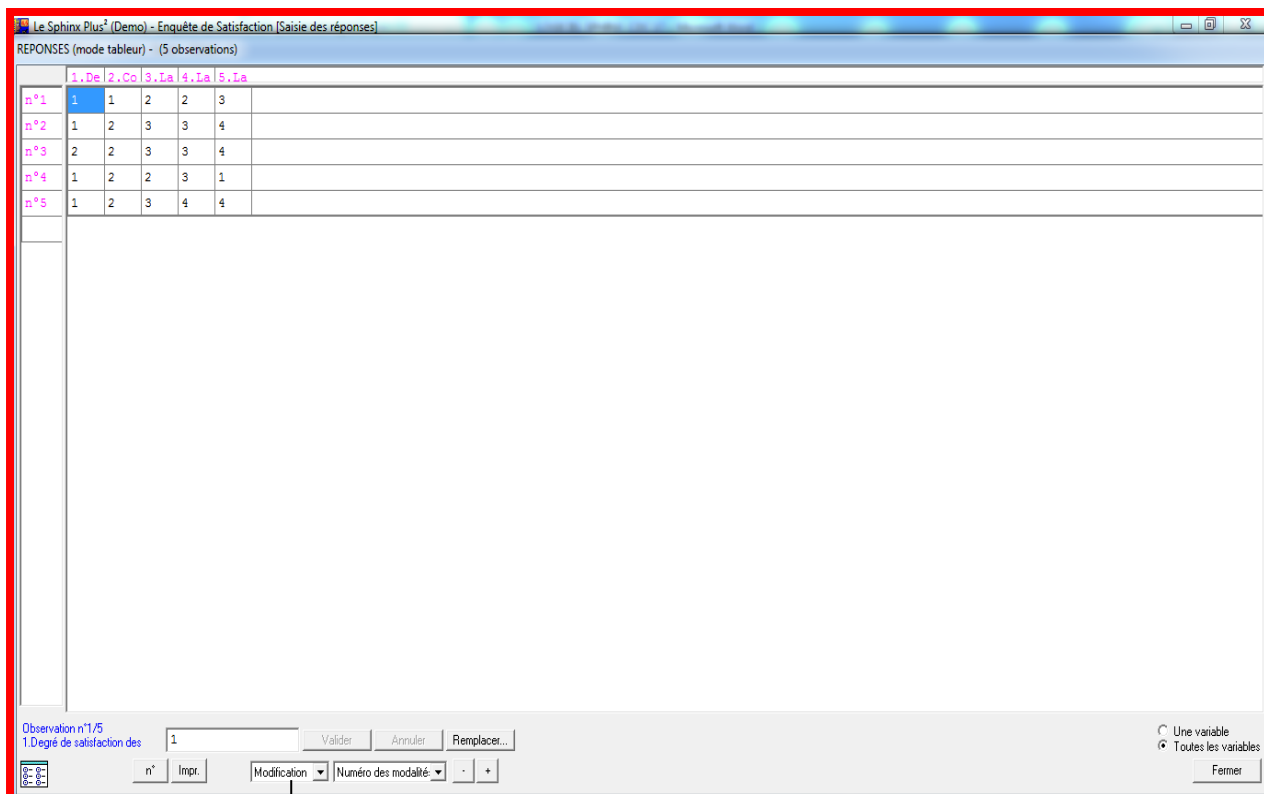 Le Sphinx Plus² (Demo) - Enquête de Satisfaction [Saisie des réponses]
REPONSES (mode tableur) - (5 observations)
1.De 2.Co 3.La 4.La 5.La
n°1 1 1 2 2 3
n°2 1 2 3 3 4
n°3 2 2 3 3 4
n°4 1 2 2 3 1
n°5 1 2 3 4 4
Observation n°1/5
1.Degré de satisfaction des 1 Valider Annuler Remplacer...
Une variable
Toutes les variables
n° Impr. Modification Numéro des modalité - + Fermer